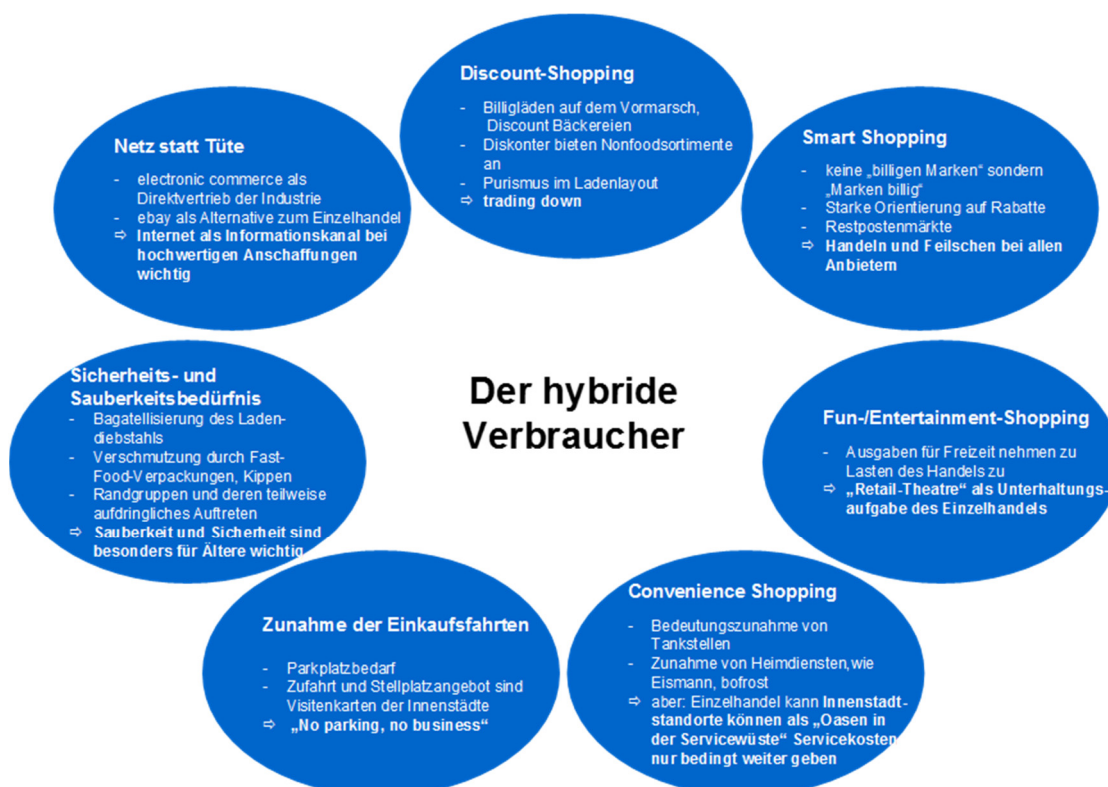 Discount-Shopping
- Billigläden auf dem Vormarsch,
Discount Bäckereien
- Diskonter bieten Nonfoodsortimente
an
- Purismus im Ladenlayout
⇨ trading down
Netz statt Tüte
- electronic commerce als
Direktvertrieb der Industrie
- ebay als Alternative zum Einzelhandel
⇨ Internet als Informationskanal bei
hochwertigen Anschaffungen
wichtig
Smart Shopping
- keine „billigen Marken“ sondern
„Marken billig“
- Starke Orientierung auf Rabatte
- Restpostenmärkte
⇨ Handeln und Feilschen bei allen
Anbietern
Sicherheits- und
Sauberkeitsbedürfnis
- Bagatellisierung des Laden-
diebstahls
- Verschmutzung durch Fast-
Food-Verpackungen, Kippen
- Randgruppen und deren teilweise
aufdringliches Auftreten
⇨ Sauberkeit und Sicherheit sind
besonders für Ältere wichtig
Der hybride
Verbraucher
Fun-/Entertainment-Shopping
- Ausgaben für Freizeit nehmen zu
Lasten des Handels zu
⇨ „Retail-Theatre“ als Unterhaltungs-
aufgabe des Einzelhandels
Zunahme der Einkaufsfahrten
- Parkplatzbedarf
- Zufahrt und Stellplatzangebot sind
Visitenkarten der Innenstädte
⇨ „No parking, no business“
Convenience Shopping
- Bedeutungszunahme von
Tankstellen
- Zunahme von Heimdiensten,wie
Eismann, bofrost
⇨ aber: Einzelhandel kann Innenstadt-
standorte können als „Oasen in
der Servicewüste“ Servicekosten
nur bedingt weiter geben